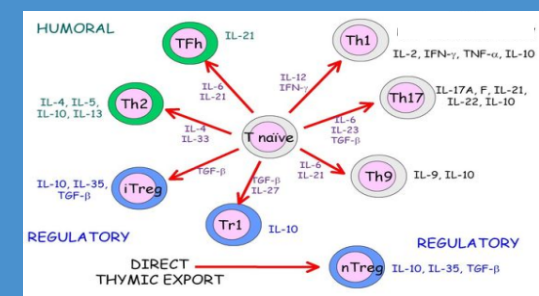 HUMORAL
TFh
IL-21
Th1
IL-2, IFN-γ, TNF-α, IL-10
IL-6
IL-21
IL-12
IFN-γ
IL-4, IL-5,
IL-10, IL-13
Th2
IL-4
IL-33
T naïve
IL-6
IL-23
TGF-β
Th17
IL-17A, F, IL-21,
IL-22, IL-10
IL-10, IL-35,
TGF-β
iTreg
TGF-β
TGF-β
IL-27
IL-6
IL-21
Th9
IL-9, IL-10
Tr1
IL-10
REGULATORY
REGULATORY
DIRECT
THYMIC EXPORT
nTreg
IL-10, IL-35, TGF-β